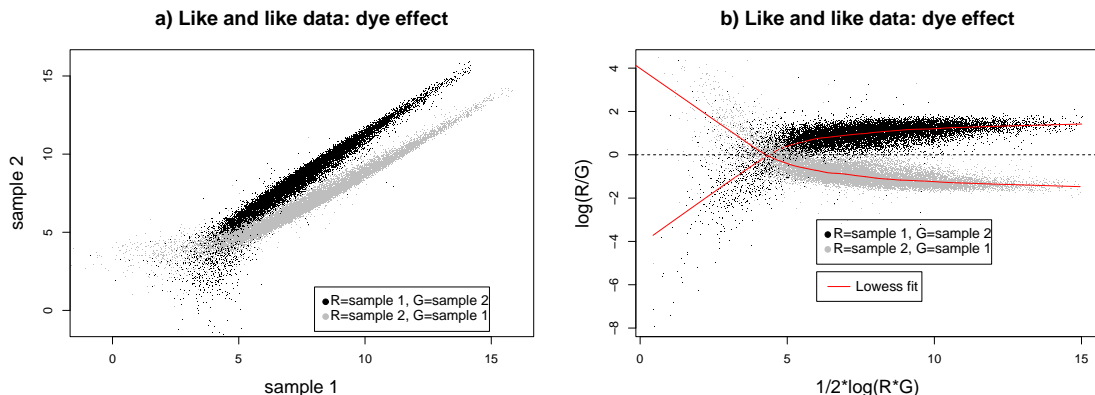 a) Like and like data: dye effect
sample 2
15
10
5
0
R=sample 1, G=sample 2
R=sample 2, G=sample 1
0
5
10
15
sample 1
b) Like and like data: dye effect
log(R/G)
4
2
0
-2
-4
-6
-8
R=sample 1, G=sample 2
R=sample 2, G=sample 1
Lowess fit
0
5
10
15
1/2*log(R*G)